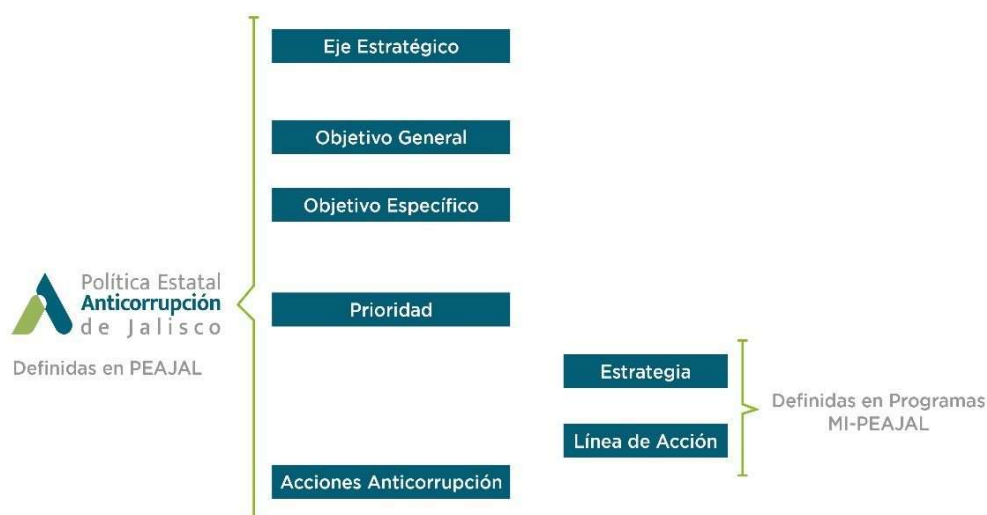 Eje Estratégico
Objetivo General
Objetivo Específico
Política Estatal
Anticorrupción
de Jalisco
Definidas en PEAJAL
Prioridad
Estrategia
Línea de Acción
Definidas en Programas
MI-PEAJAL
Acciones Anticorrupción